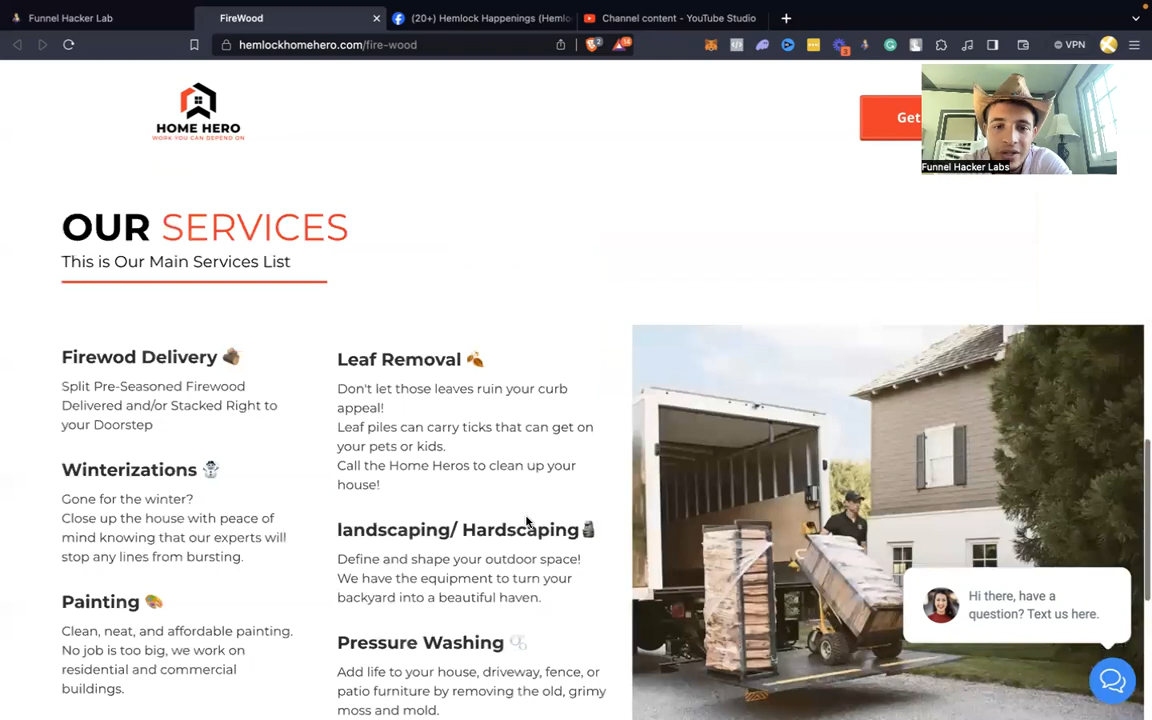 Funnel Hacker Lab
FireWood
(20+) Hemlock Happenings (Hemlo
Channel content - YouTube Studio
hemlockhomehero.com/fire-wood
2
14
3
VPN
HOME HERO
WORK YOU CAN DEPEND ON
Get
Funnel Hacker Labs
OUR SERVICES
This is Our Main Services List
Firewod Delivery
Split Pre-Seasoned Firewood
Delivered and/or Stacked Right to
your Doorstep
Winterizations
Gone for the winter?
Close up the house with peace of
mind knowing that our experts will
stop any lines from bursting.
Painting
Clean, neat, and affordable painting.
No job is too big, we work on
residential and commercial
buildings.
Leaf Removal
Don't let those leaves ruin your curb
appeal!
Leaf piles can carry ticks that can get on
your pets or kids.
Call the Home Heros to clean up your
house!
landscaping/ Hardscaping
Define and shape your outdoor space!
We have the equipment to turn your
backyard into a beautiful haven.
Pressure Washing
Add life to your house, driveway, fence, or
patio furniture by removing the old, grimy
moss and mold.
Hi there, have a
question? Text us here.